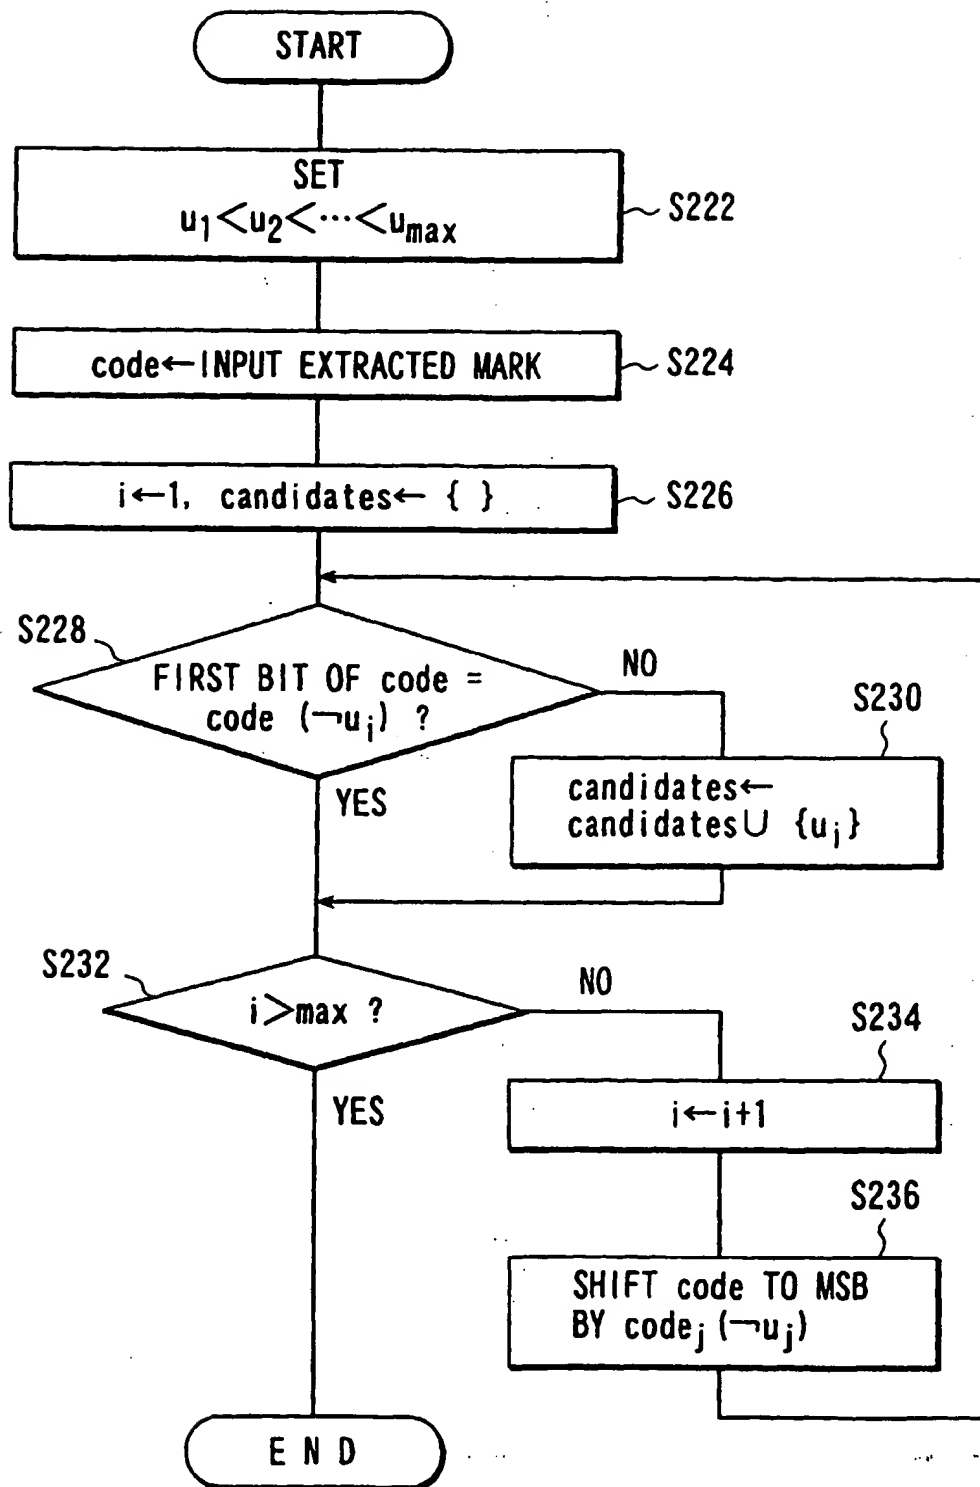 START
SET
u1<u2<···<umax
S222
code←INPUT EXTRACTED MARK
S224
i←1, candidates← { }
S226
S228
FIRST BIT OF code =
code (¬ui) ?
NO
YES
S230
candidates←
candidates∪ {ui}
S232
i>max ?
NO
YES
S234
i←i+1
S236
SHIFT code TO MSB
BY codej (¬uj)
E N D